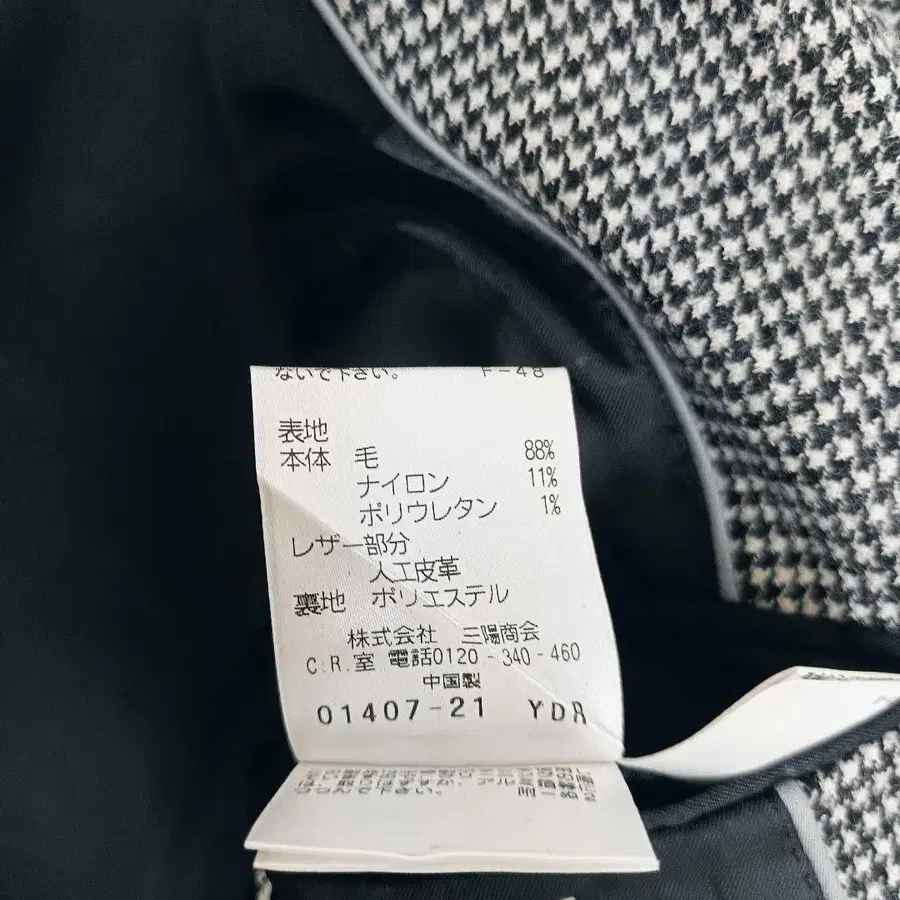 ないで下さい。 F-48
表地
本体 毛 88%
ナイロン 11%
ポリウレタン 1%
レザー部分
人工皮革
裏地 ポリエステル
株式会社 三陽商会
C.R.室 電話0120-340-460
中国製
01407-21 YDR